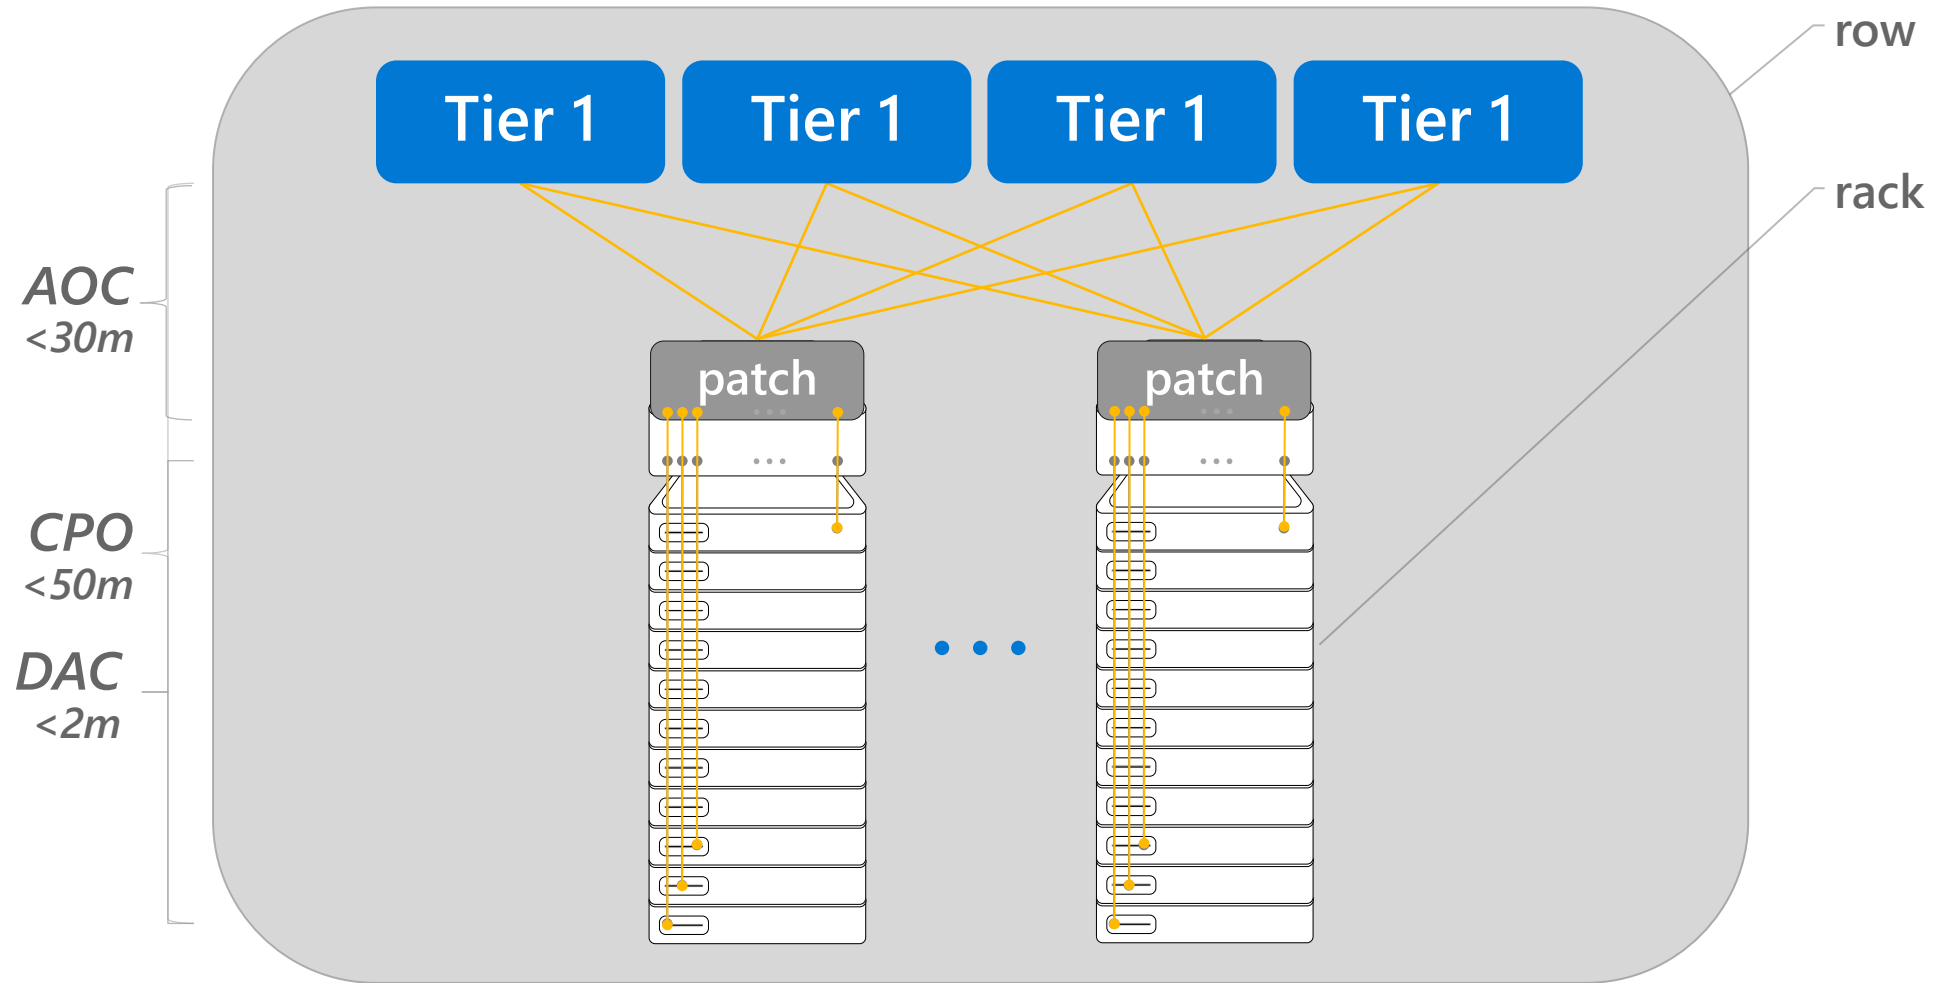 row
Tier 1
Tier 1
Tier 1
Tier 1
rack
AOC
<30m
patch
patch
CPO
<50m
DAC
<2m